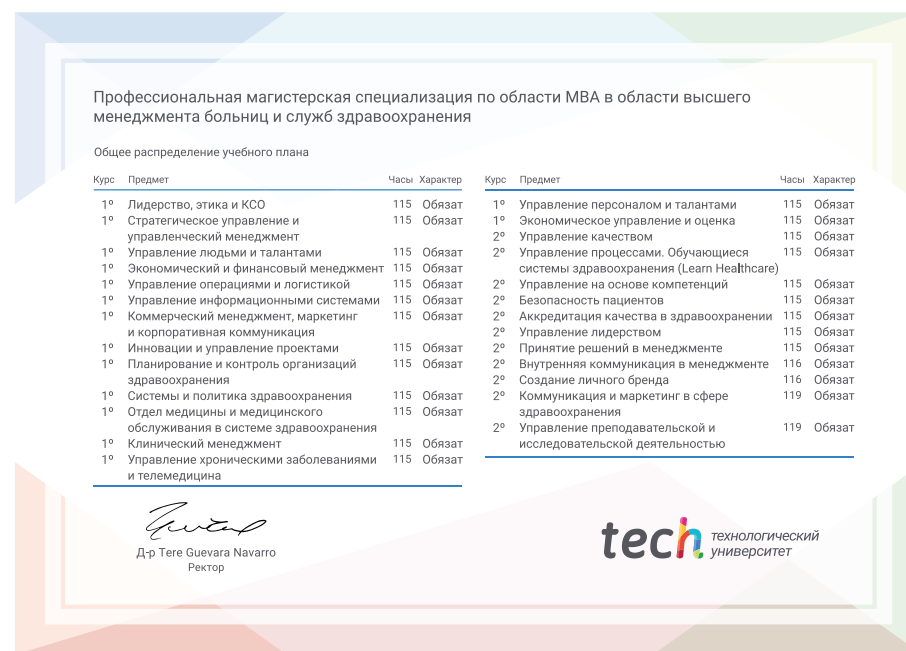 Профессиональная магистерская специализация по области MBA в области высшего
менеджмента больниц и служб здравоохранения
Общее распределение учебного плана
Курс Предмет Часы Характер
1º Лидерство, этика и КСО 115 Обязат
1º Стратегическое управление и
управленческий менеджмент 115 Обязат
1º Управление людьми и талантами 115 Обязат
1º Экономический и финансовый менеджмент 115 Обязат
1º Управление операциями и логистикой 115 Обязат
1º Управление информационными системами 115 Обязат
1º Коммерческий менеджмент, маркетинг 115 Обязат
и корпоративная коммуникация
1º Инновации и управление проектами 115 Обязат
1º Планирование и контроль организаций 115 Обязат
здравоохранения
1º Системы и политика здравоохранения 115 Обязат
1º Отдел медицины и медицинского 115 Обязат
обслуживания в системе здравоохранения
1º Клинический менеджмент 115 Обязат
1º Управление хроническими заболеваниями 115 Обязат
и телемедицина
Курс Предмет Часы Характер
1º Управление персоналом и талантами 115 Обязат
1º Экономическое управление и оценка 115 Обязат
2º Управление качеством 115 Обязат
2º Управление процессами. Обучающиеся 115 Обязат
системы здравоохранения (Learn Healthcare)
2º Управление на основе компетенций 115 Обязат
2º Безопасность пациентов 115 Обязат
2º Аккредитация качества в здравоохранении 115 Обязат
2º Управление лидерством 115 Обязат
2º Принятие решений в менеджменте 115 Обязат
2º Внутренняя коммуникация в менеджменте 116 Обязат
2º Создание личного бренда 116 Обязат
2º Коммуникация и маркетинг в сфере 119 Обязат
здравоохранения
2º Управление преподавательской и 119 Обязат
исследовательской деятельностью
Д-р Tere Guevara Navarro
Ректор
tech технологический
университет